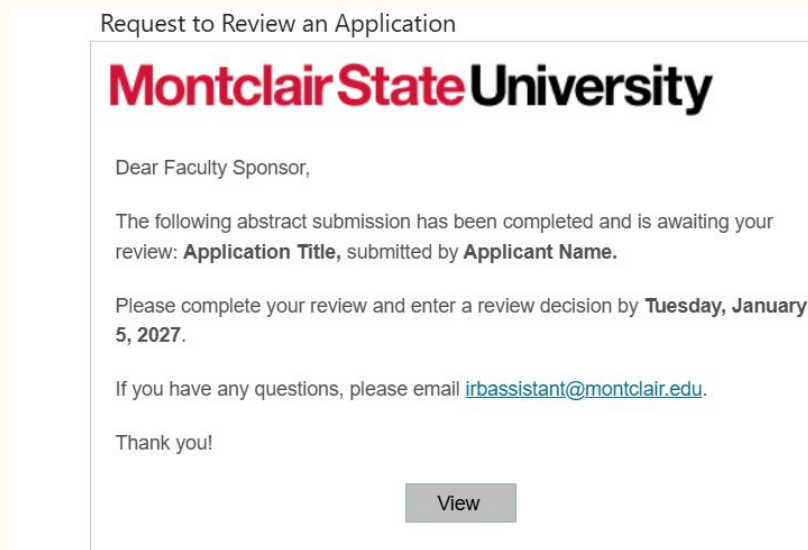 Request to Review an Application
Montclair State University
Dear Faculty Sponsor,
The following abstract submission has been completed and is awaiting your
review: Application Title, submitted by Applicant Name.
Please complete your review and enter a review decision by Tuesday, January
5, 2027.
If you have any questions, please email irbassistant@montclair.edu.
Thank you!
View